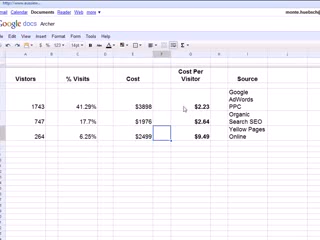 Calendar Documents Reader Web more
Google docs Archer
File Edit View Insert Format Form Tools Help
Vistors % Visits Cost Cost Per Visitor Source
1743 41.29% $3898 $2.23 Google AdWords PPC
747 17.7% $1976 $2.64 Organic Search SEO
264 6.25% $2499 $9.49 Yellow Pages Online